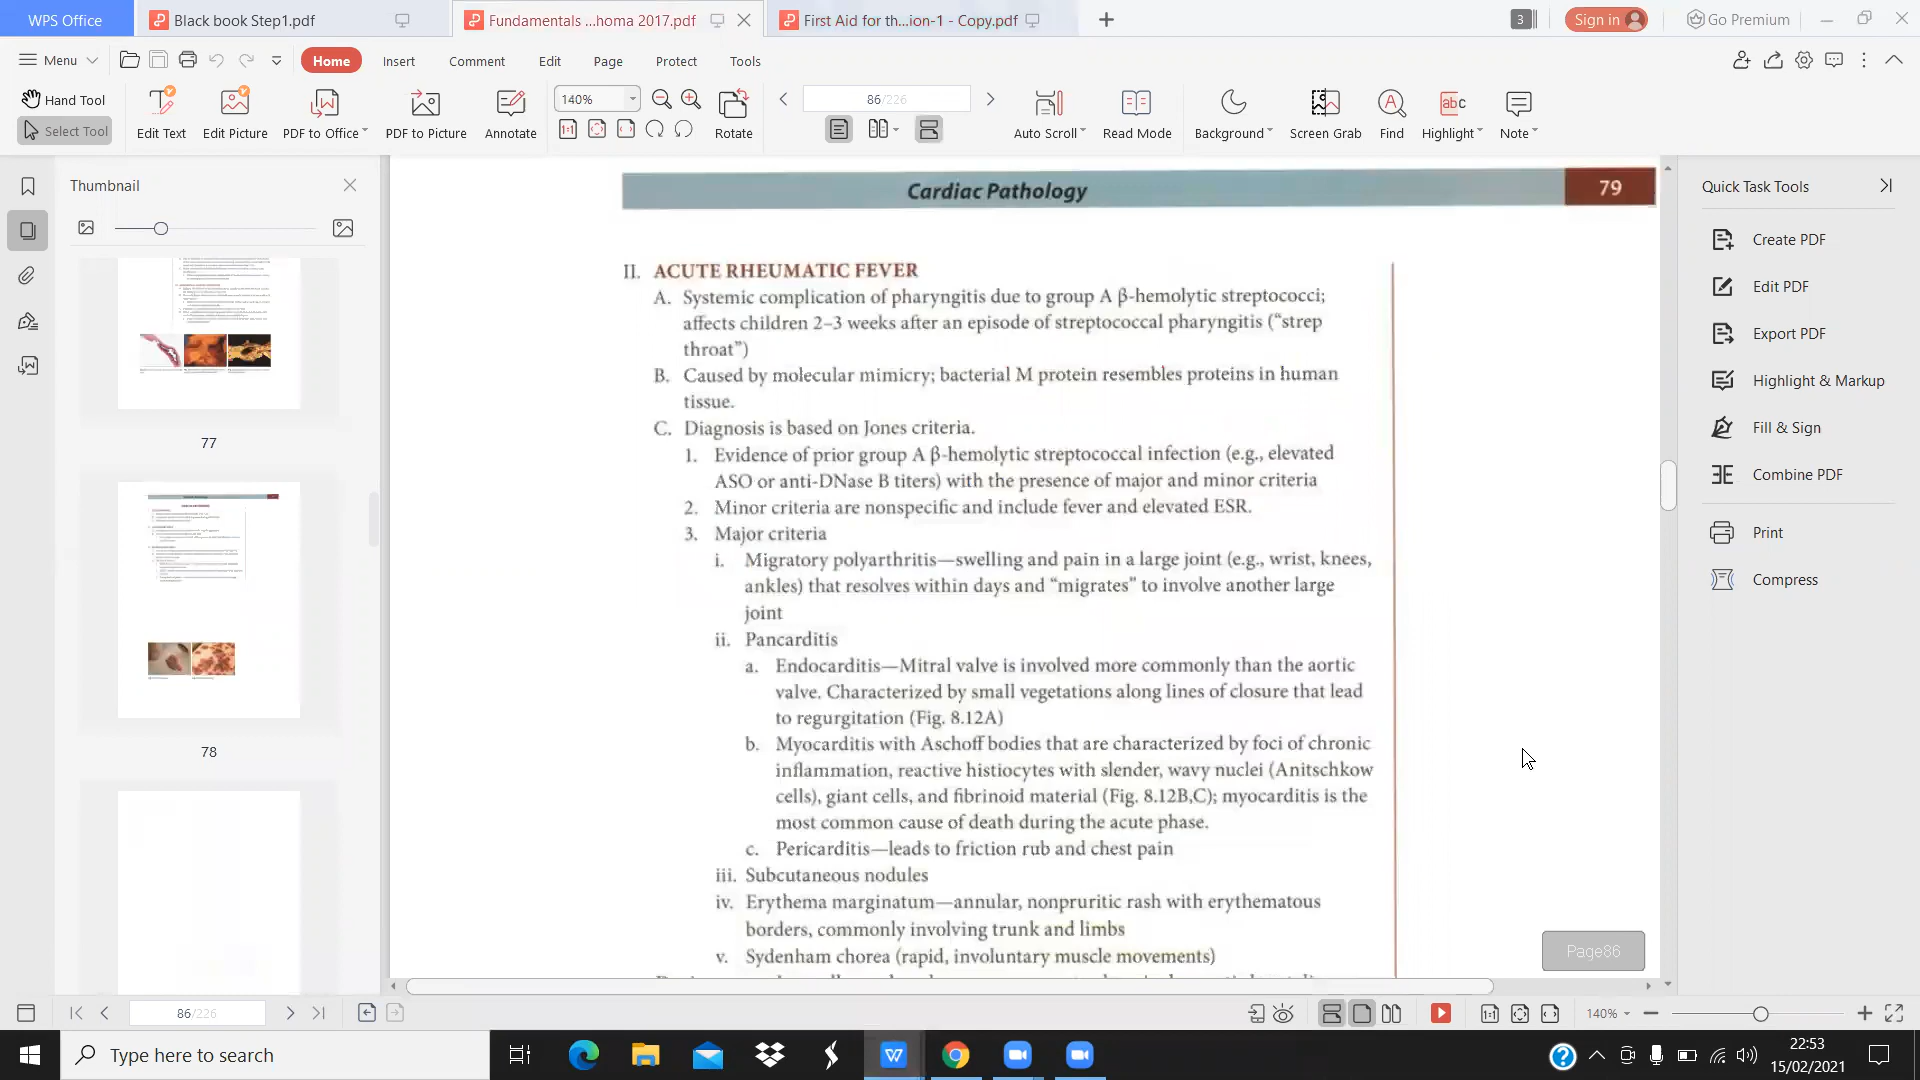 WPS Office
Black book Step1.pdf
Fundamentals ...homa 2017.pdf
First Aid for th...ion-1 - Copy.pdf
3
Sign in
Go Premium
Menu
Home
Insert
Comment
Edit
Page
Protect
Tools
Hand Tool
Select Tool
Edit Text
Edit Picture
PDF to Office
PDF to Picture
Annotate
140%
Rotate
86/226
Auto Scroll
Read Mode
Background
Screen Grab
Find
Highlight
Note
Thumbnail
77
78
Cardiac Pathology
79
II. ACUTE RHEUMATIC FEVER
A. Systemic complication of pharyngitis due to group A β-hemolytic streptococci;
affects children 2–3 weeks after an episode of streptococcal pharyngitis (“strep
throat”)
B. Caused by molecular mimicry; bacterial M protein resembles proteins in human
tissue.
C. Diagnosis is based on Jones criteria.
1. Evidence of prior group A β-hemolytic streptococcal infection (e.g., elevated
ASO or anti-DNase B titers) with the presence of major and minor criteria
2. Minor criteria are nonspecific and include fever and elevated ESR.
3. Major criteria
i. Migratory polyarthritis—swelling and pain in a large joint (e.g., wrist, knees,
ankles) that resolves within days and “migrates” to involve another large
joint
ii. Pancarditis
a. Endocarditis—Mitral valve is involved more commonly than the aortic
valve. Characterized by small vegetations along lines of closure that lead
to regurgitation (Fig. 8.12A)
b. Myocarditis with Aschoff bodies that are characterized by foci of chronic
inflammation, reactive histiocytes with slender, wavy nuclei (Anitschkow
cells), giant cells, and fibrinoid material (Fig. 8.12B,C); myocarditis is the
most common cause of death during the acute phase.
c. Pericarditis—leads to friction rub and chest pain
iii. Subcutaneous nodules
iv. Erythema marginatum—annular, nonpruritic rash with erythematous
borders, commonly involving trunk and limbs
v. Sydenham chorea (rapid, involuntary muscle movements)
Page86
Quick Task Tools
Create PDF
Edit PDF
Export PDF
Highlight & Markup
Fill & Sign
Combine PDF
Print
Compress
86/226
140%
Type here to search
22:53
15/02/2021